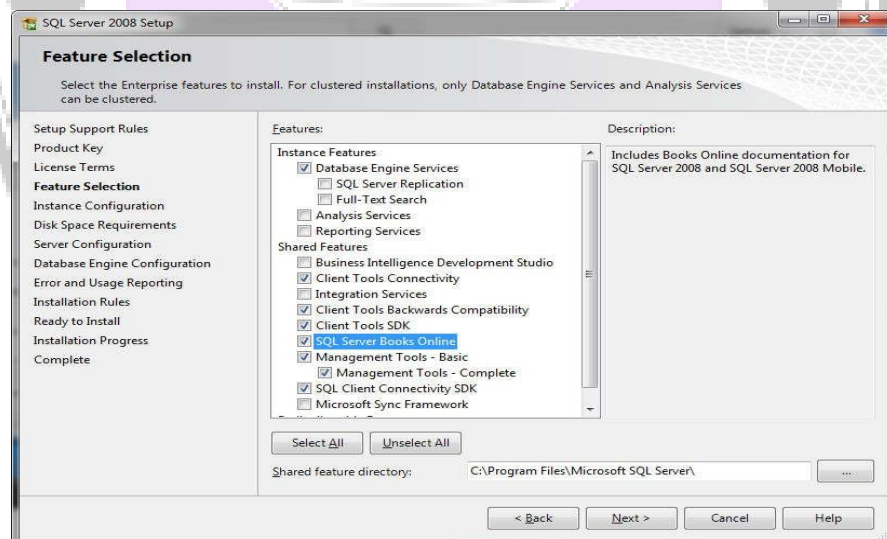 SQL Server 2008 Setup
Feature Selection
Select the Enterprise features to install. For clustered installations, only Database Engine Services and Analysis Services
can be clustered.
Setup Support Rules
Product Key
License Terms
Feature Selection
Instance Configuration
Disk Space Requirements
Server Configuration
Database Engine Configuration
Error and Usage Reporting
Installation Rules
Ready to Install
Installation Progress
Complete
Features:
Instance Features
Database Engine Services
SQL Server Replication
Full-Text Search
Analysis Services
Reporting Services
Shared Features
Business Intelligence Development Studio
Client Tools Connectivity
Integration Services
Client Tools Backwards Compatibility
Client Tools SDK
SQL Server Books Online
Management Tools - Basic
Management Tools - Complete
SQL Client Connectivity SDK
Microsoft Sync Framework
Description:
Includes Books Online documentation for
SQL Server 2008 and SQL Server 2008 Mobile.
Select All
Unselect All
Shared feature directory:
C:\Program Files\Microsoft SQL Server\
...
< Back
Next >
Cancel
Help